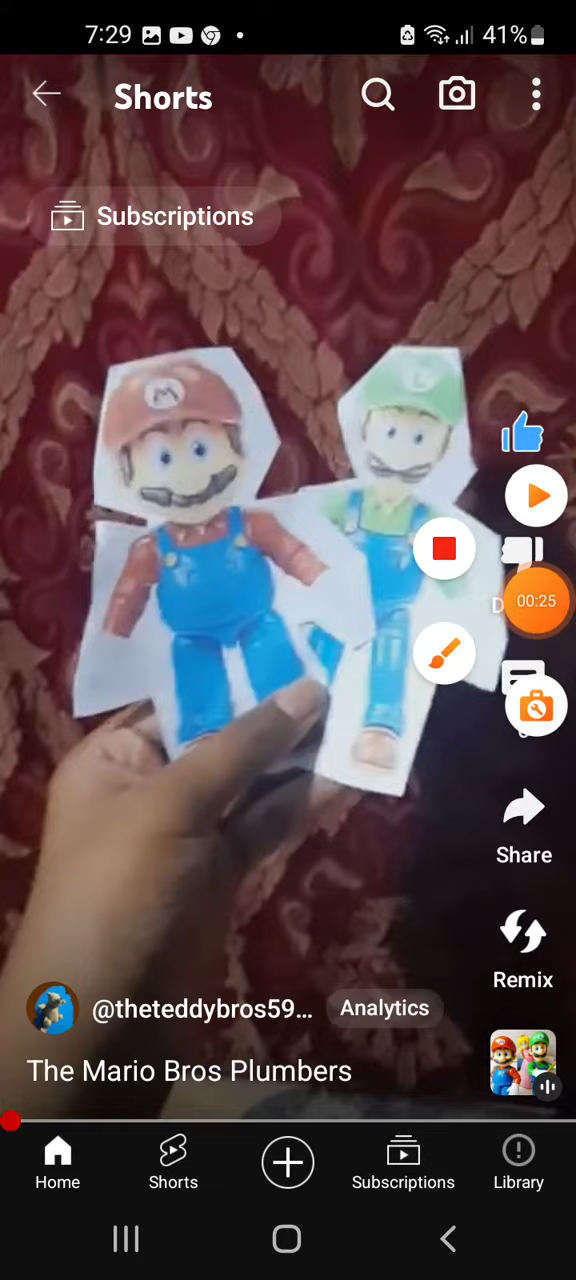 7:29
41%
Shorts
Subscriptions
M
L
00:25
Share
Remix
@theteddybros59...
Analytics
The Mario Bros Plumbers
Home
Shorts
Subscriptions
Library